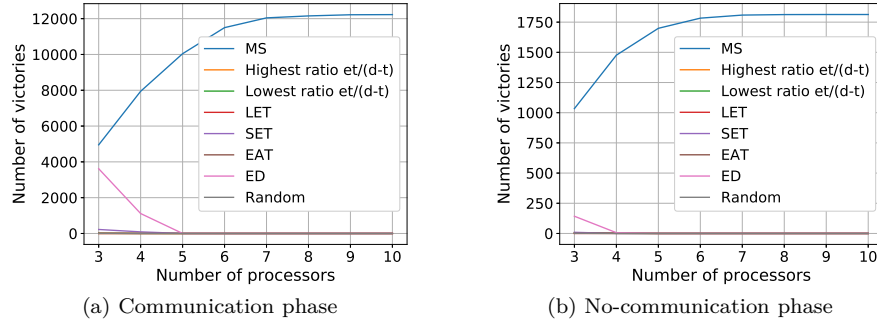 12000
10000
8000
6000
4000
2000
0
Number of victories
MS
Highest ratio et/(d-t)
Lowest ratio et/(d-t)
LET
SET
EAT
ED
Random
3 4 5 6 7 8 9 10
Number of processors
(a) Communication phase
1750
1500
1250
1000
750
500
250
0
Number of victories
MS
Highest ratio et/(d-t)
Lowest ratio et/(d-t)
LET
SET
EAT
ED
Random
3 4 5 6 7 8 9 10
Number of processors
(b) No-communication phase